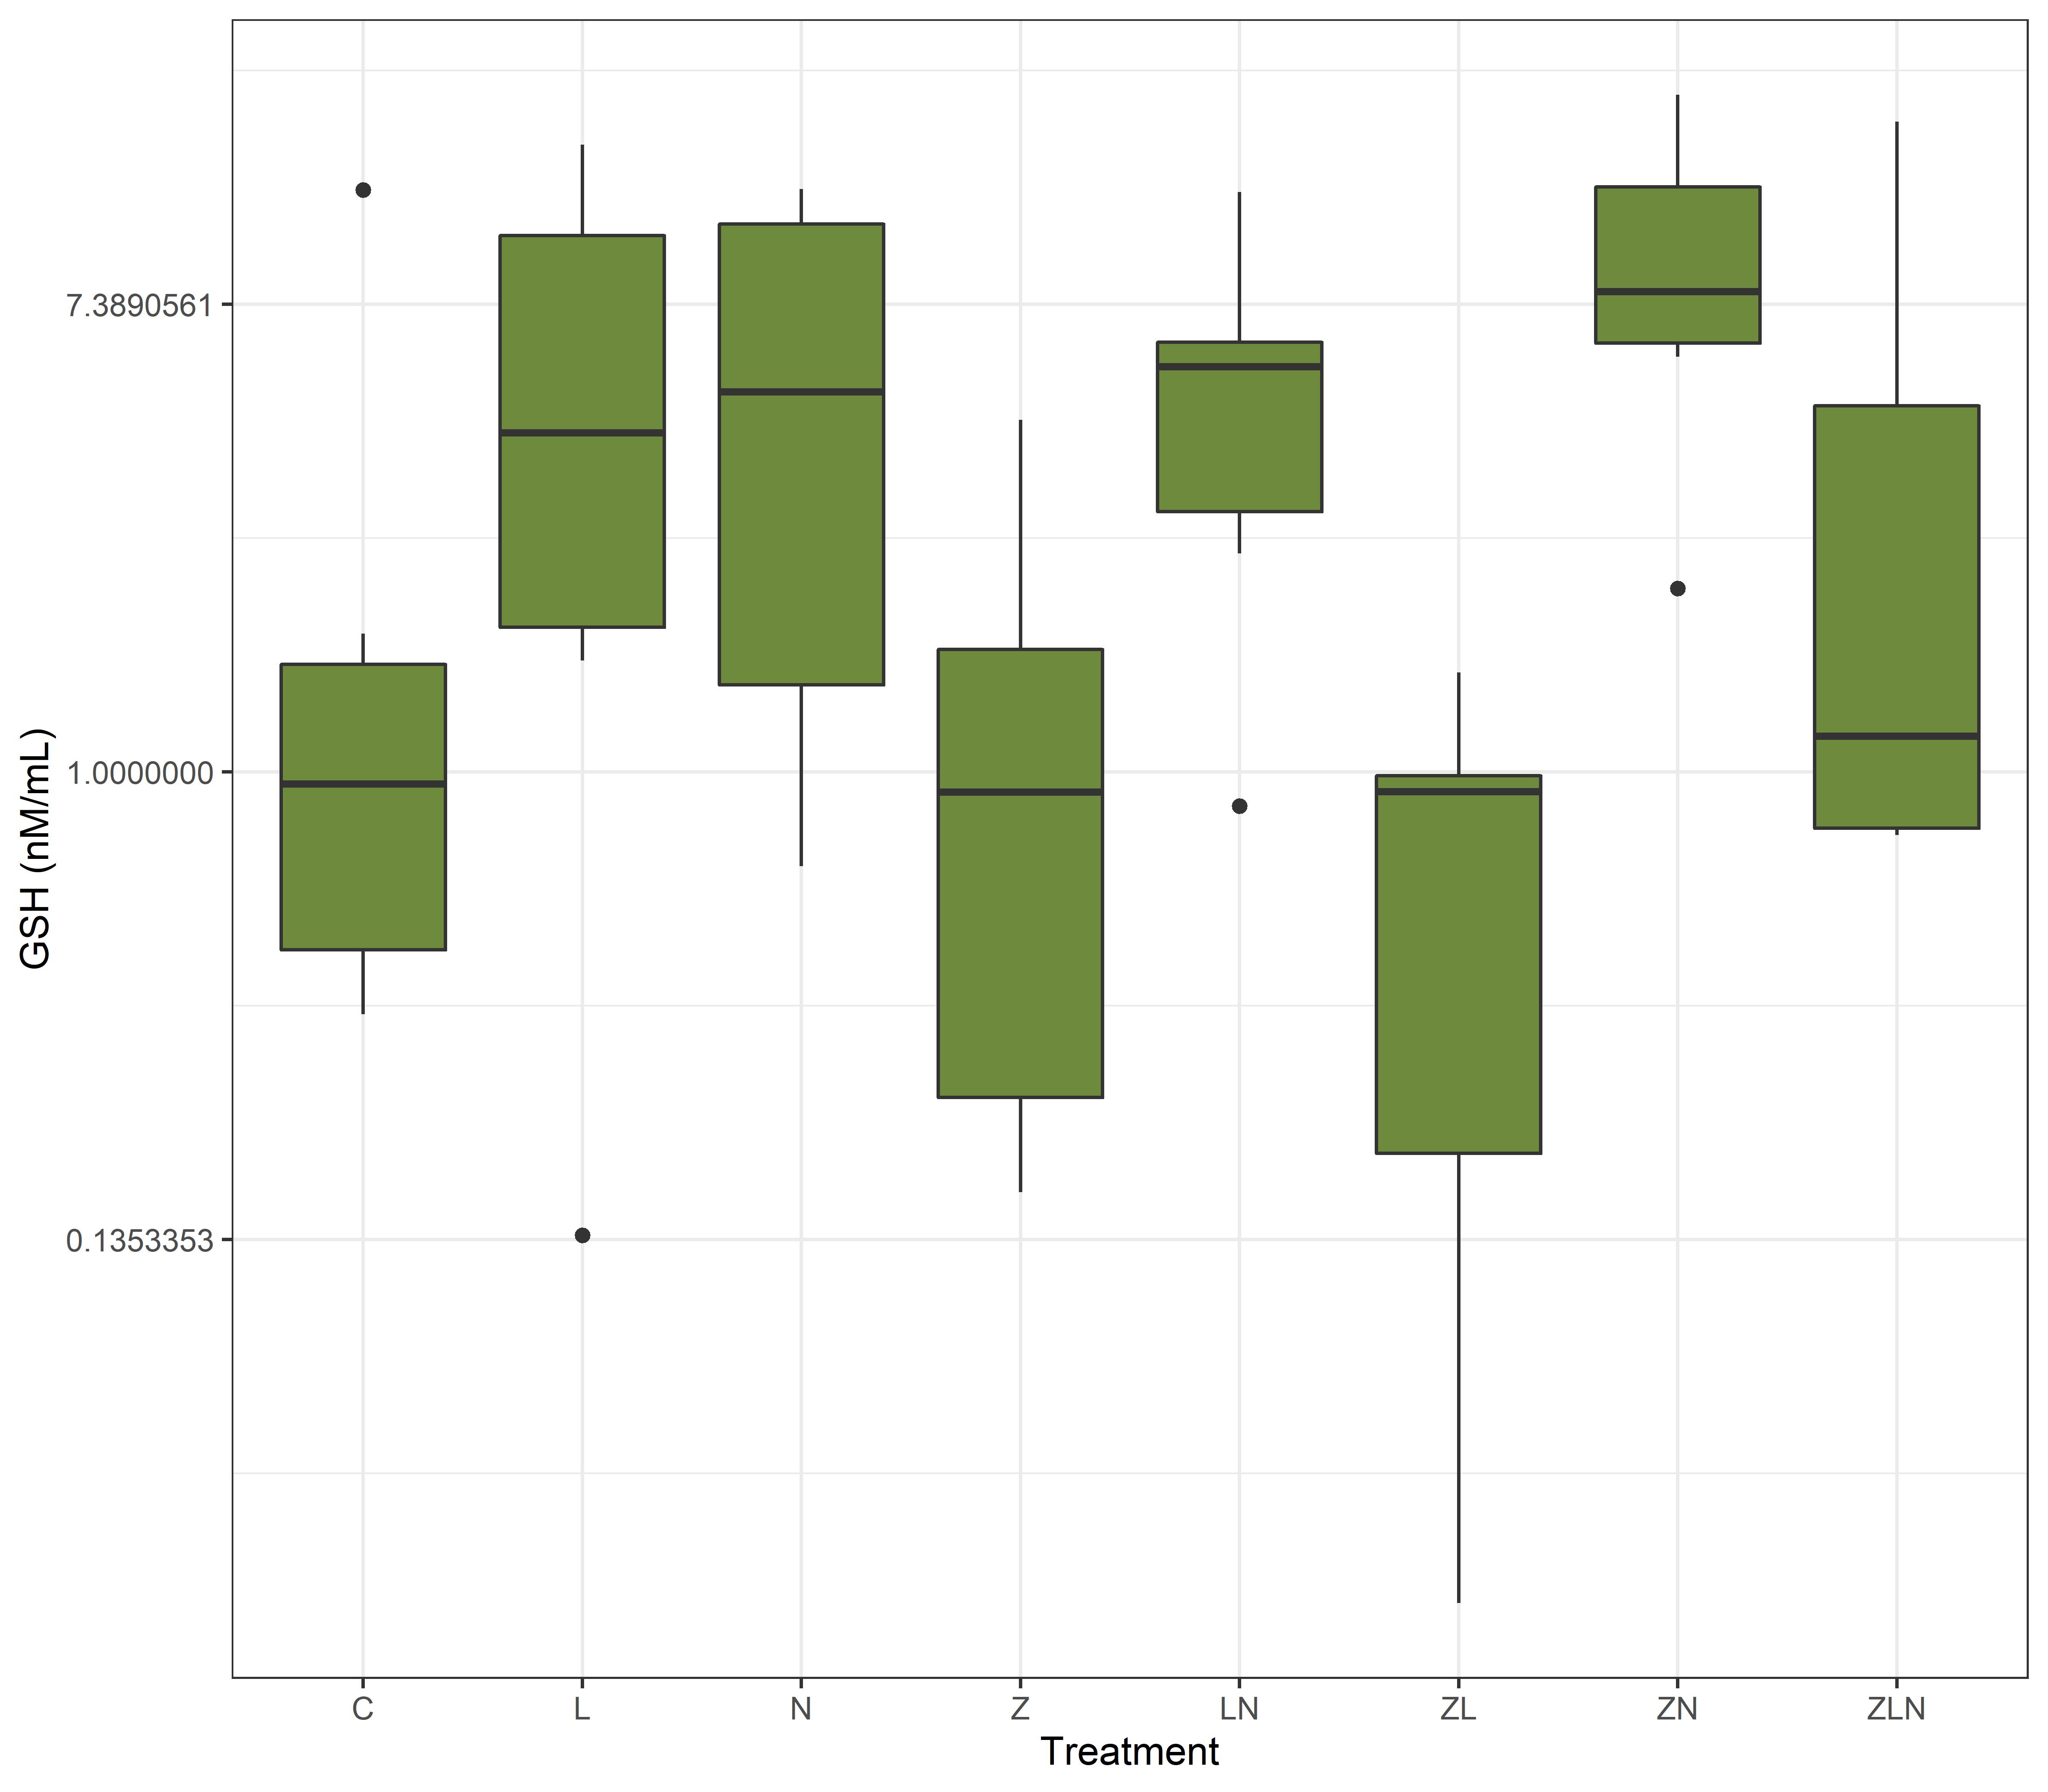 GSH (nM/mL)
7.3890561
1.0000000
0.1353353
C L N Z LN ZL ZN ZLN
Treatment